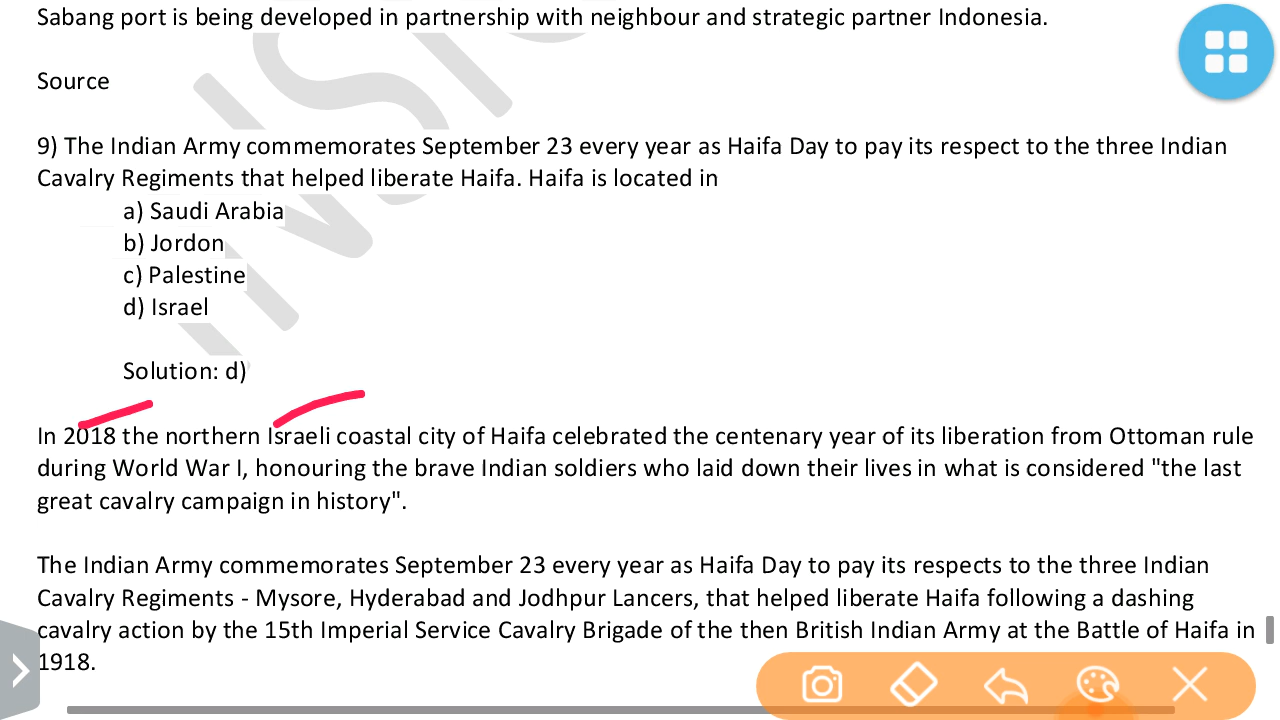 Sabang port is being developed in partnership with neighbour and strategic partner Indonesia.
Source
9) The Indian Army commemorates September 23 every year as Haifa Day to pay its respect to the three Indian
Cavalry Regiments that helped liberate Haifa. Haifa is located in
a) Saudi Arabia
b) Jordon
c) Palestine
d) Israel
Solution: d)
In 2018 the northern Israeli coastal city of Haifa celebrated the centenary year of its liberation from Ottoman rule
during World War I, honouring the brave Indian soldiers who laid down their lives in what is considered "the last
great cavalry campaign in history".
The Indian Army commemorates September 23 every year as Haifa Day to pay its respects to the three Indian
Cavalry Regiments - Mysore, Hyderabad and Jodhpur Lancers, that helped liberate Haifa following a dashing
cavalry action by the 15th Imperial Service Cavalry Brigade of the then British Indian Army at the Battle of Haifa in
1918.